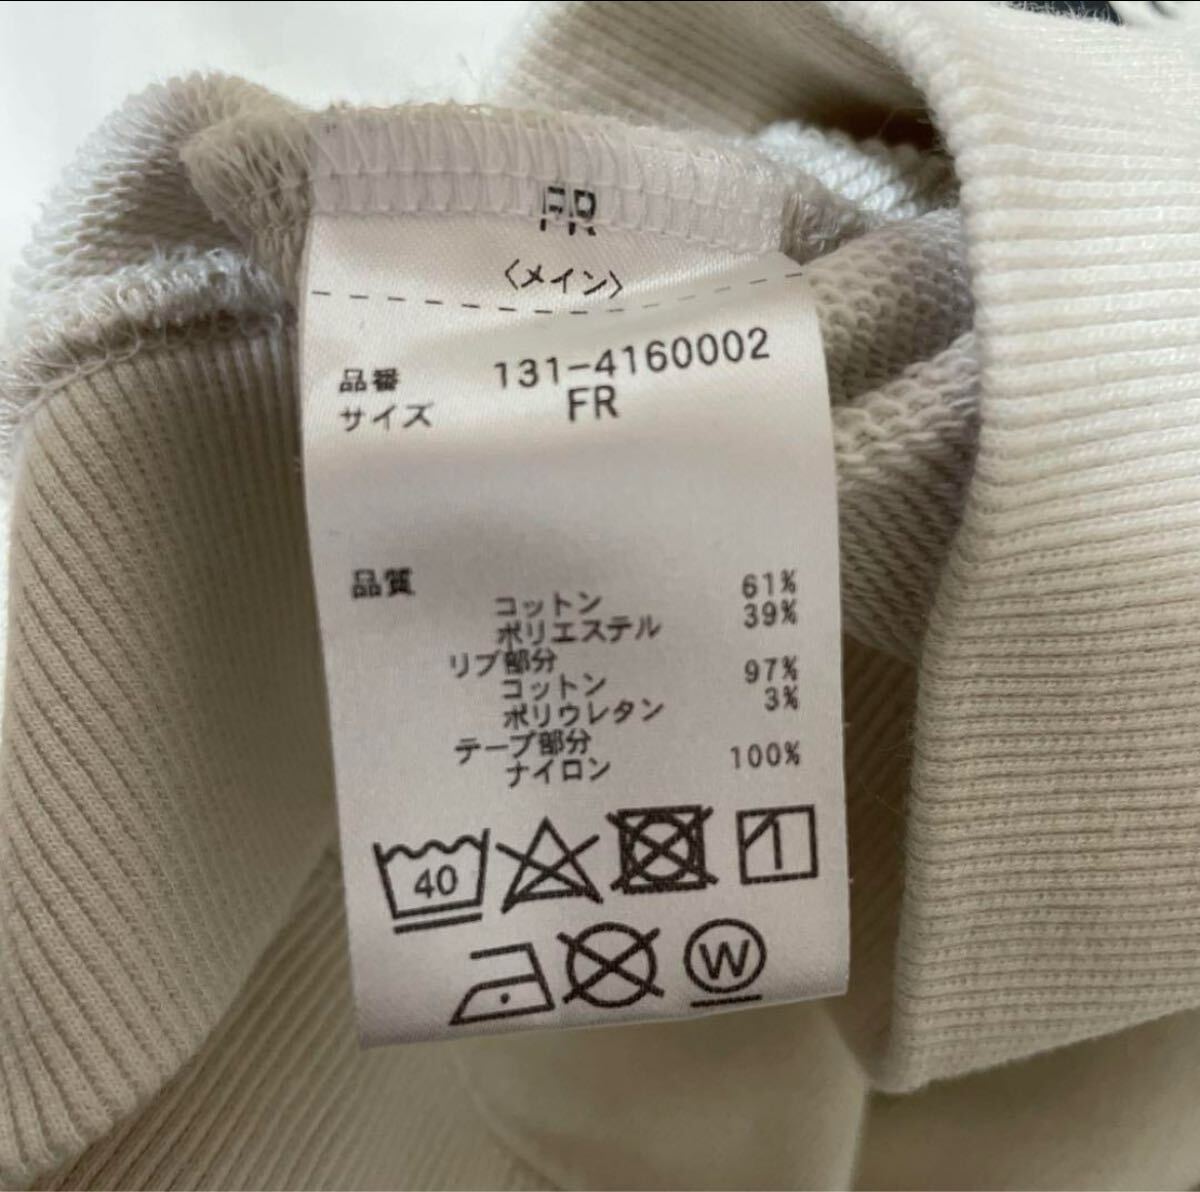 FR
〈メイン〉
品番 131-4160002
サイズ FR
品質
コットン 61%
ポリエステル 39%
リブ部分
コットン 97%
ポリウレタン 3%
テープ部分
ナイロン 100%
40
W